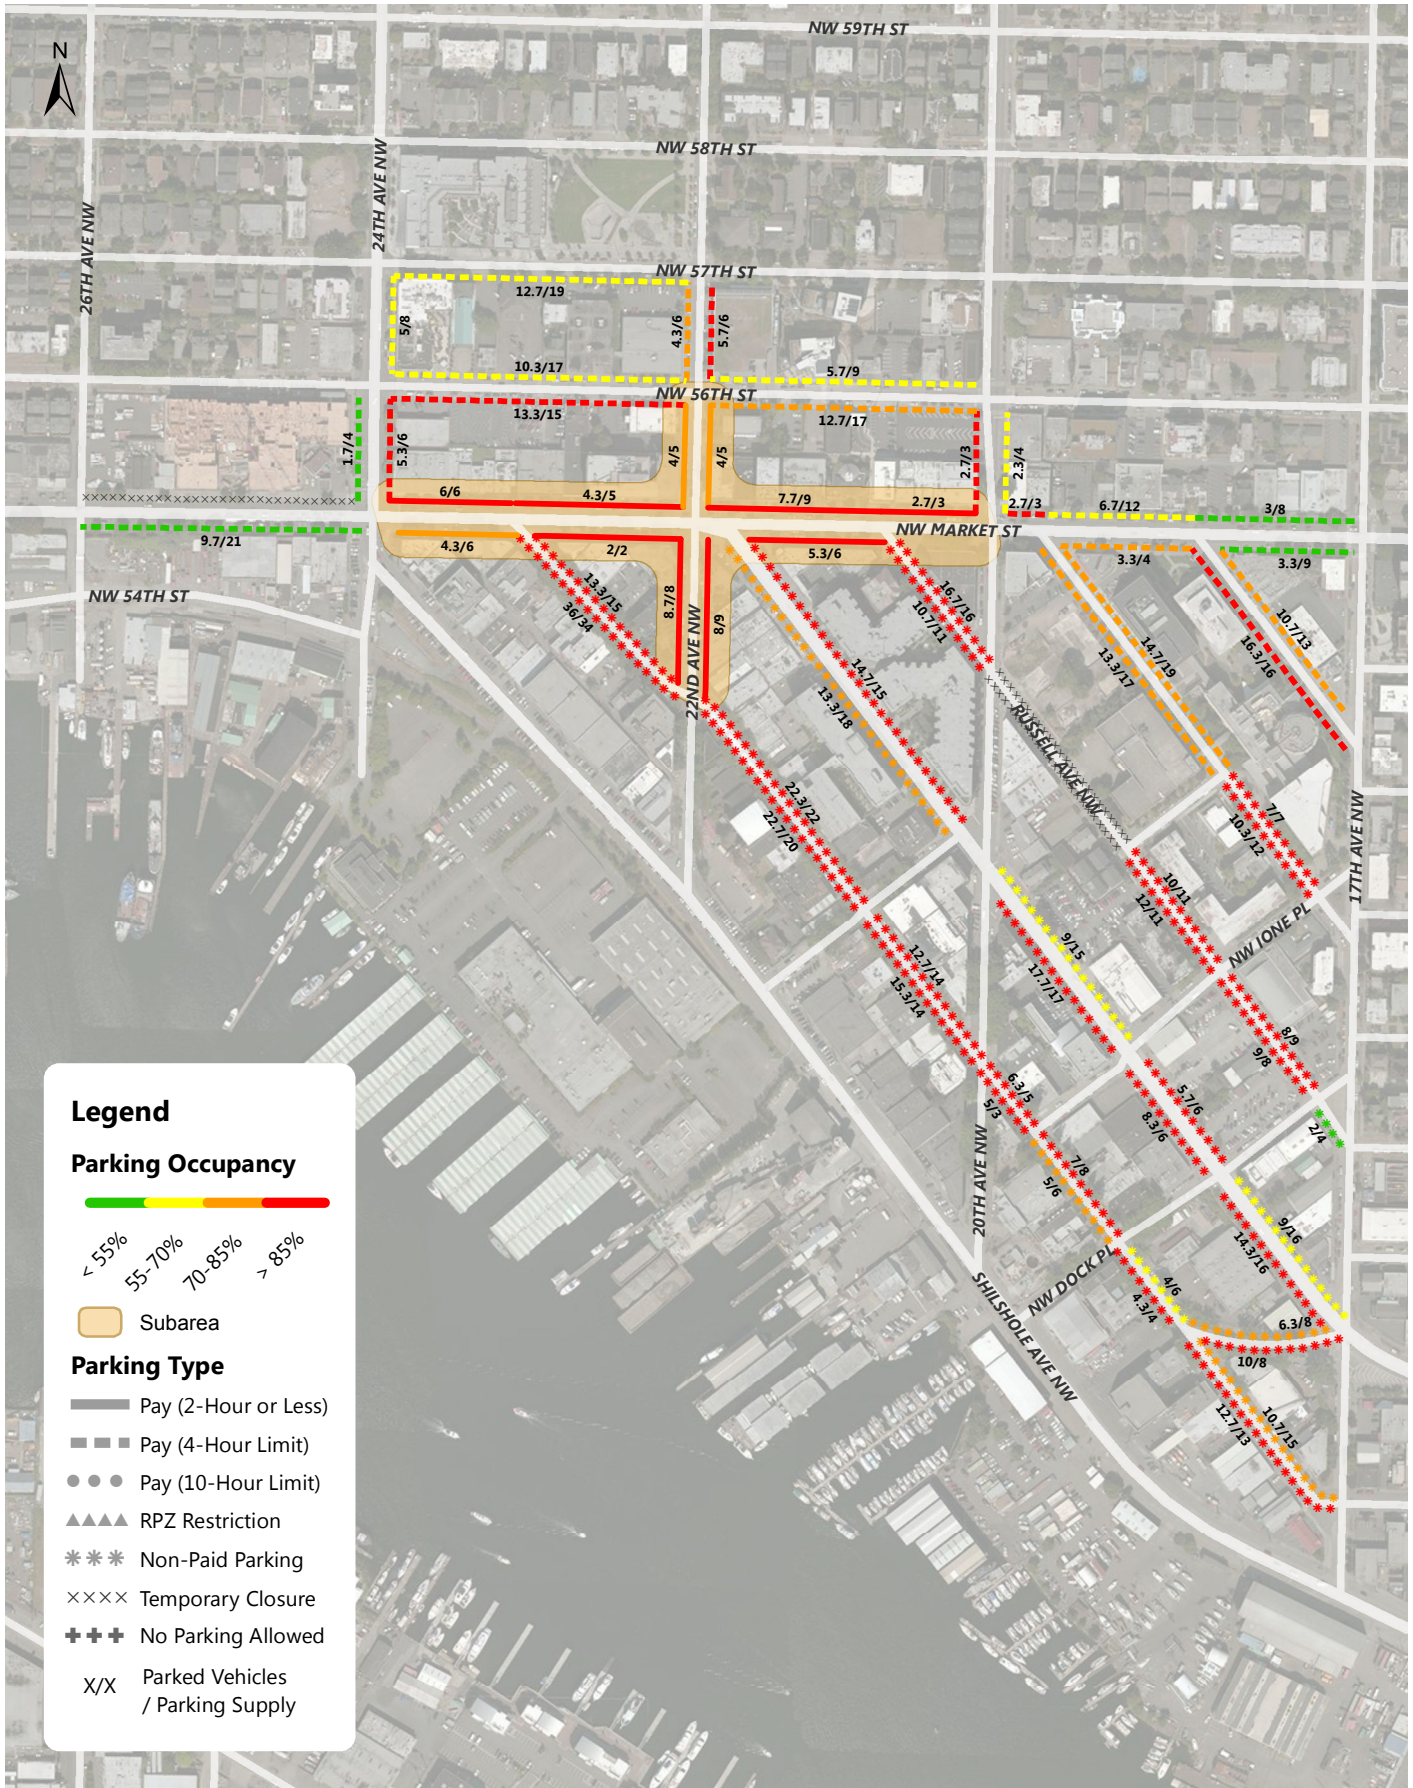 NW 59TH ST
N
NW 58TH ST
24TH AVE NW
26TH AVE NW
NW 57TH ST
12.7/19
5/8
4.3/6
5.7/6
10.3/17
5.7/9
NW 56TH ST
13.3/15
12.7/17
1.7/4
5.3/6
4/5
4/5
2.7/3
2.3/4
6/6
4.3/5
7.7/9
2.7/3
2.7/3
6.7/12
3/8
NW MARKET ST
9.7/21
4.3/6
2/2
5.3/6
3.3/4
3.3/9
NW 54TH ST
13.3/15
36/34
8.7/8
8/9
22ND AVE NW
16.7/16
10.7/11
10.7/13
16.3/16
14.7/19
13.3/17
14.7/15
13.3/18
RUSSELL AVE NW
22.3/22
22.7/20
7/7
10.3/12
17TH AVE NW
10/11
12/11
NW IONE PL
9/15
17.7/17
12.7/14
15.3/14
8/9
9/8
6.3/5
5/3
5.7/6
8.3/6
2/4
7/8
5/6
20TH AVE NW
9/16
14.3/16
NW DOCK PL
4/6
4.3/4
SHILSHOLE AVE NW
6.3/8
10/8
10.7/15
12.7/13
Legend
Parking Occupancy
< 55%
55-70%
70-85%
> 85%
Subarea
Parking Type
Pay (2-Hour or Less)
Pay (4-Hour Limit)
Pay (10-Hour Limit)
RPZ Restriction
Non-Paid Parking
Temporary Closure
No Parking Allowed
X/X
Parked Vehicles
/ Parking Supply